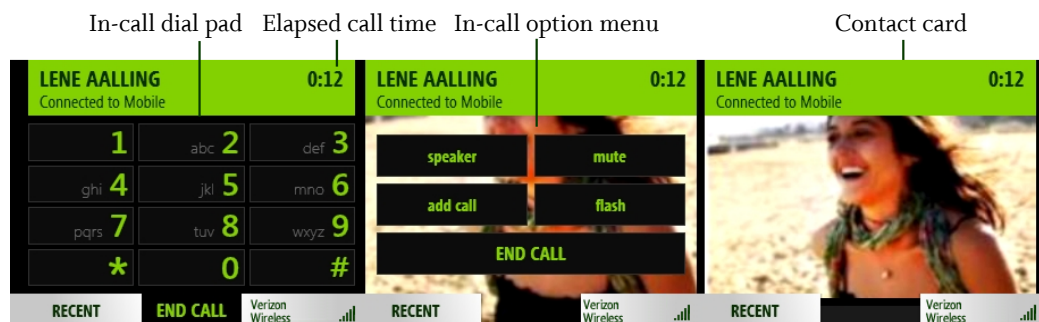 In-call dial pad Elapsed call time In-call option menu Contact card
LENE AALLING 0:12
Connected to Mobile
1 abc 2 def 3
ghi 4 jkl 5 mno 6
pqrs 7 tuv 8 wxyz 9
* 0 #
RECENT END CALL Verizon
Wireless
LENE AALLING 0:12
Connected to Mobile
speaker mute
add call flash
END CALL
RECENT Verizon
Wireless
LENE AALLING 0:12
Connected to Mobile
RECENT Verizon
Wireless